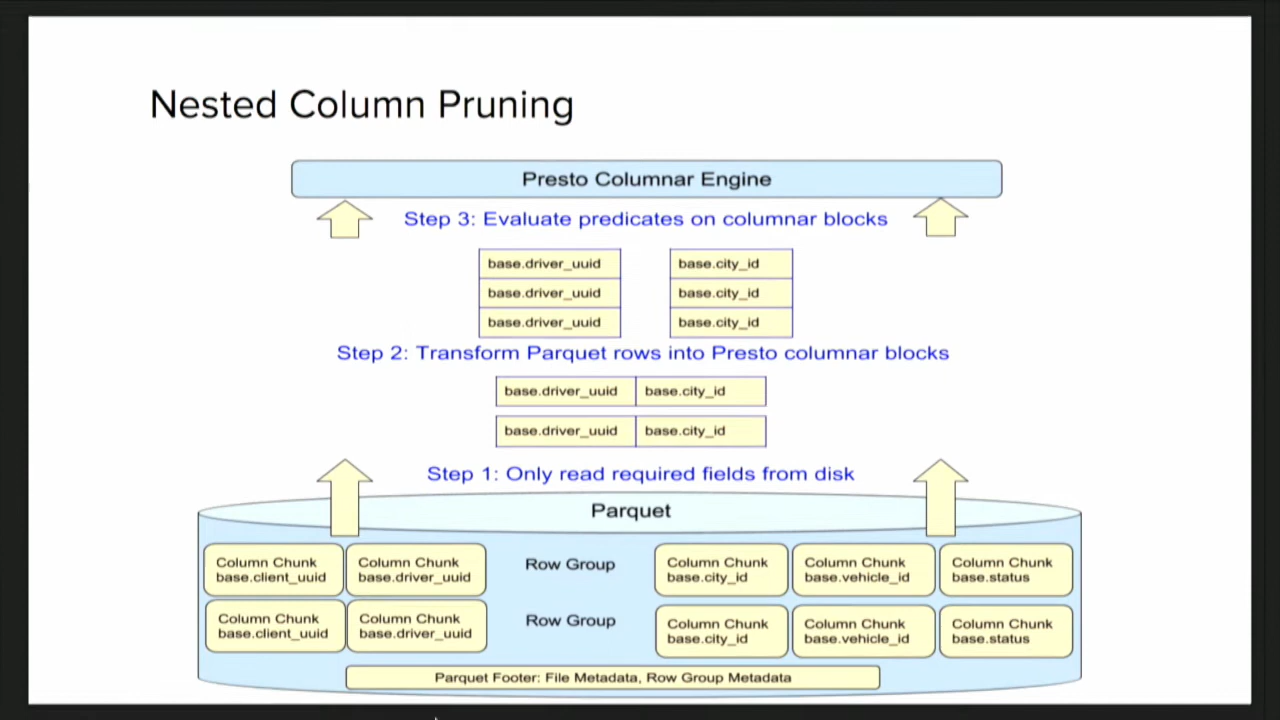 Nested Column Pruning
Presto Columnar Engine
Step 3: Evaluate predicates on columnar blocks
base.driver_uuid base.city_id
base.driver_uuid base.city_id
base.driver_uuid base.city_id
Step 2: Transform Parquet rows into Presto columnar blocks
base.driver_uuid base.city_id
base.driver_uuid base.city_id
Step 1: Only read required fields from disk
Parquet
Column Chunk
base.client_uuid
Column Chunk
base.driver_uuid
Row Group
Column Chunk
base.city_id
Column Chunk
base.vehicle_id
Column Chunk
base.status
Column Chunk
base.client_uuid
Column Chunk
base.driver_uuid
Row Group
Column Chunk
base.city_id
Column Chunk
base.vehicle_id
Column Chunk
base.status
Parquet Footer: File Metadata, Row Group Metadata